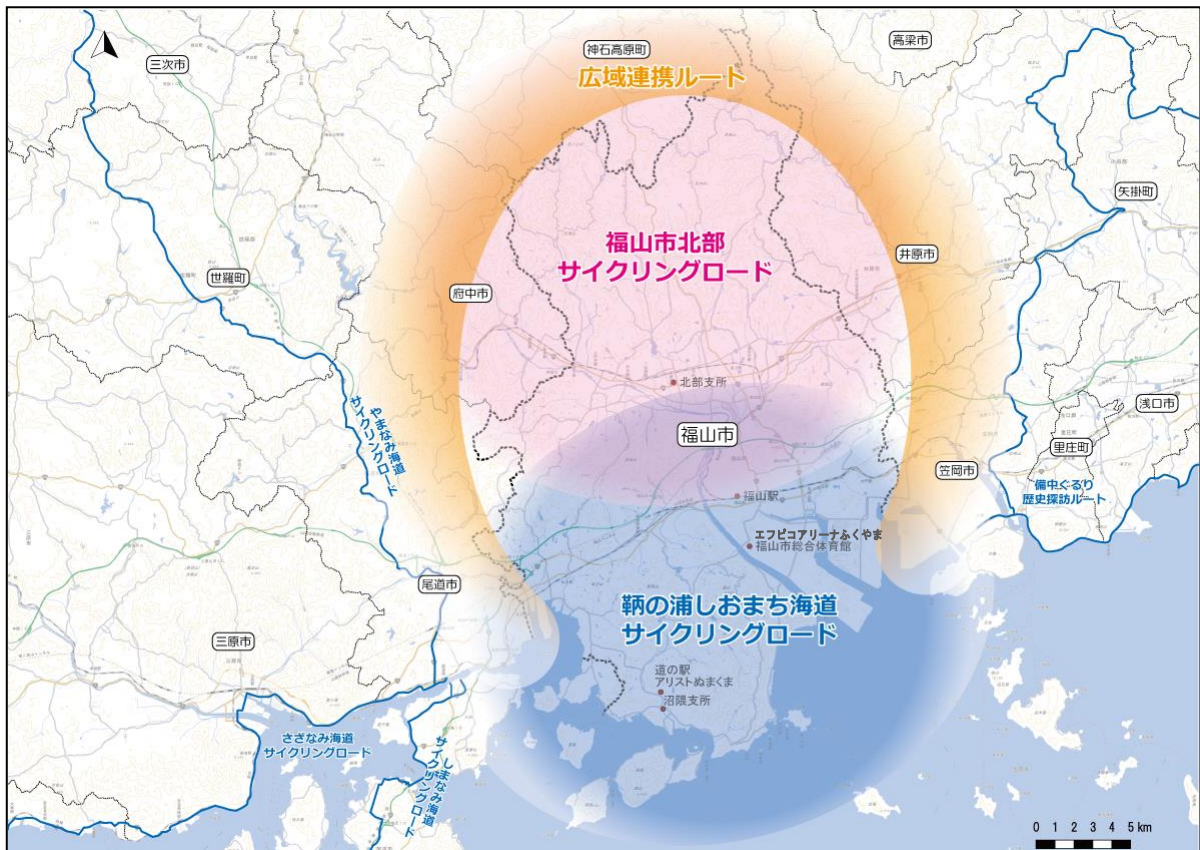 神石高原町
高梁市
三次市
広域連携ルート
矢掛町
福山市北部
サイクリングロード
井原市
世羅町
府中市
北部支所
やまなみ海道
サイクリングロード
浅口市
福山市
里庄町
笠岡市
備中ぐるり
歴史探訪ルート
福山駅
エフピコアリーナふくやま
福山市総合体育館
尾道市
鞆の浦しおまち海道
サイクリングロード
三原市
道の駅
アリストぬまくま
沼隈支所
さざなみ海道
サイクリングロード
しまなみ海道
サイクリングロード
0 1 2 3 4 5 km